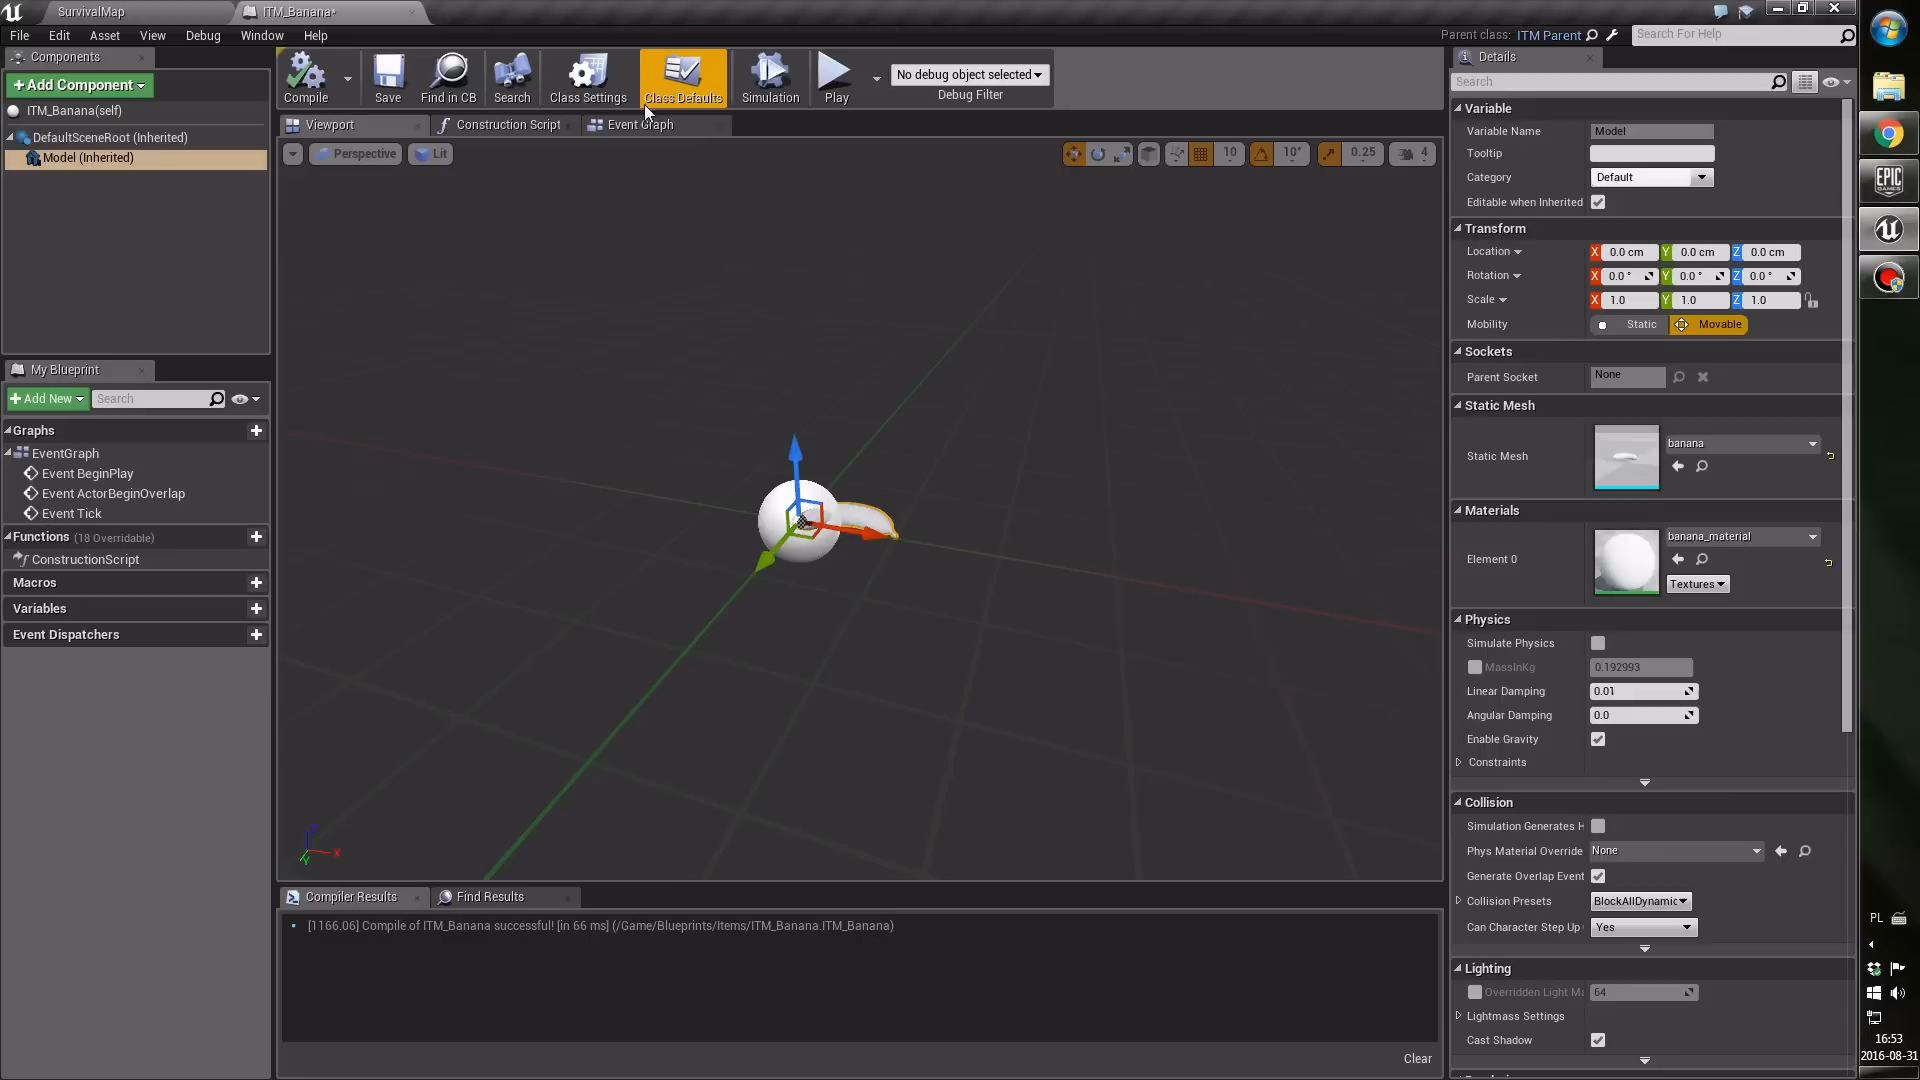 SurvivalMap
ITM_Banana*
File Edit Asset View Debug Window Help
Parent class: ITM Parent
Search For Help
Components
+Add Component
ITM_Banana(self)
DefaultSceneRoot (Inherited)
Model (Inherited)
Compile
Save
Find in CB
Search
Class Settings
Class Defaults
Simulation
Play
No debug object selected
Debug Filter
Viewport
Construction Script
Event Graph
Perspective
Lit
10
10°
0.25
4
My Blueprint
+Add New
Search
Graphs
EventGraph
Event BeginPlay
Event ActorBeginOverlap
Event Tick
Functions (18 Overridable)
ConstructionScript
Macros
Variables
Event Dispatchers
Z
X
Y
Compiler Results
Find Results
[1166.06] Compile of ITM_Banana successful! [in 66 ms] (/Game/Blueprints/Items/ITM_Banana.ITM_Banana)
Clear
Details
Search
Variable
Variable Name Model
Tooltip
Category Default
Editable when Inherited
Transform
Location X 0.0 cm Y 0.0 cm Z 0.0 cm
Rotation X 0.0 ° Y 0.0 ° Z 0.0 °
Scale X 1.0 Y 1.0 Z 1.0
Mobility Static Movable
Sockets
Parent Socket None
Static Mesh
Static Mesh banana
Materials
Element 0 banana_material
Textures
Physics
Simulate Physics
MassInKg 0.192993
Linear Damping 0.01
Angular Damping 0.0
Enable Gravity
Constraints
Collision
Simulation Generates H
Phys Material Override None
Generate Overlap Event
Collision Presets BlockAllDynamic
Can Character Step Up Yes
Lighting
Overridden Light Ma 64
Lightmass Settings
Cast Shadow
EPIC
GAMES
PL
16:53
2016-08-31